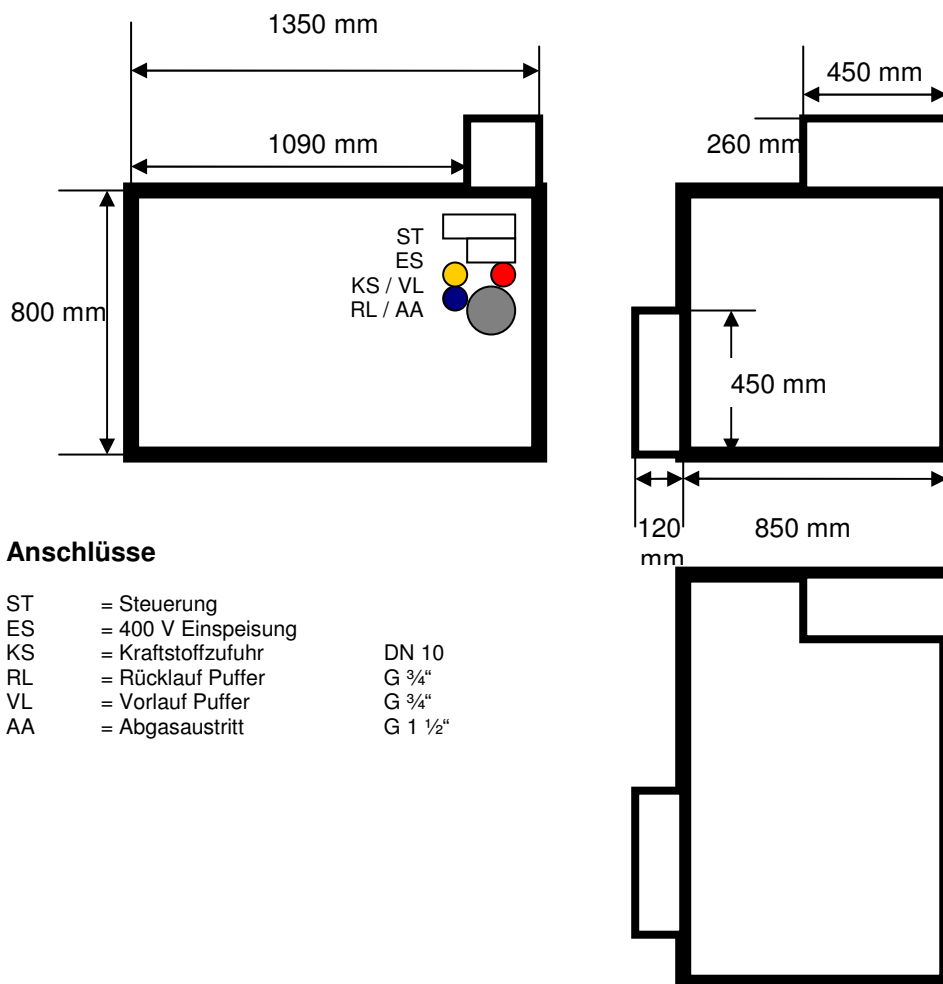 1350 mm
450 mm
1090 mm
260 mm
ST
ES
KS / VL
RL / AA
800 mm
450 mm
120
mm
850 mm
Anschlüsse
ST = Steuerung
ES = 400 V Einspeisung
KS = Kraftstoffzufuhr DN 10
RL = Rücklauf Puffer G ¾“
VL = Vorlauf Puffer G ¾“
AA = Abgasaustritt G 1 ½“